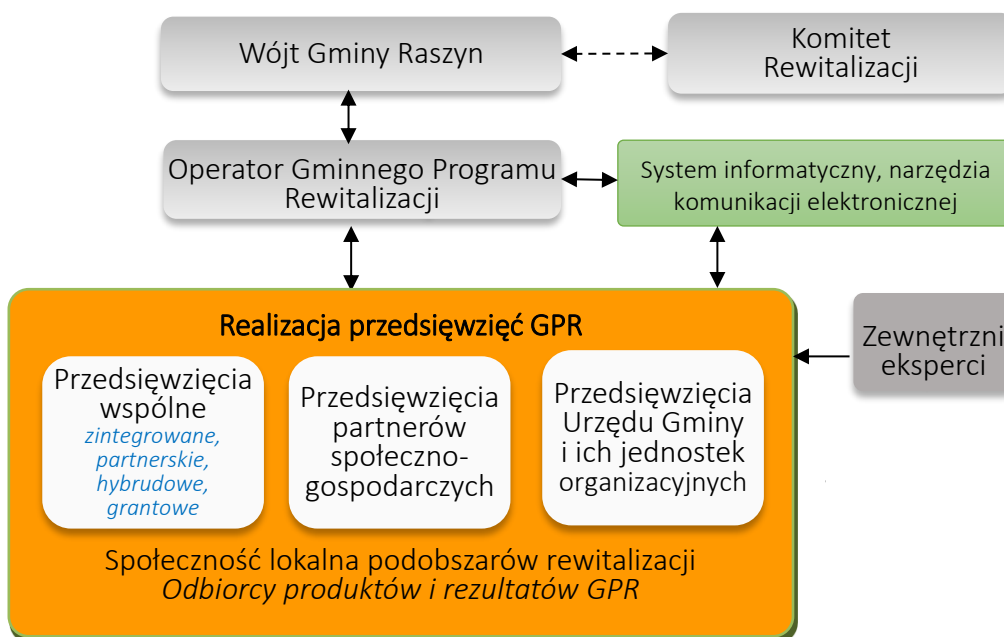 Wójt Gminy Raszyn
Komitet
Rewitalizacji
Operator Gminnego Programu
Rewitalizacji
System informatyczny, narzędzia
komunikacji elektronicznej
Realizacja przedsięwzięć GPR
Zewnętrzni
eksperci
Przedsięwzięcia
wspólne
zintegrowane,
partnerskie,
hybrudowe,
grantowe
Przedsięwzięcia
partnerów
społeczno-
gospodarczych
Przedsięwzięcia
Urzędu Gminy
i ich jednostek
organizacyjnych
Społeczność lokalna podobszarów rewitalizacji
Odbiorcy produktów i rezultatów GPR